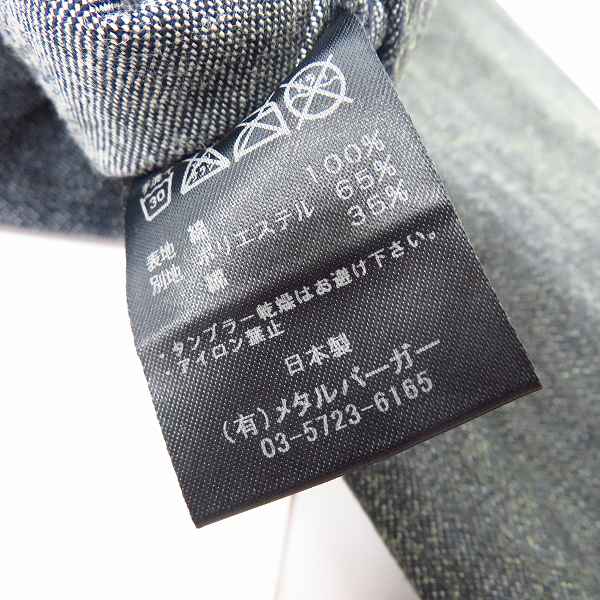 30
表地 綿 100%
別地 ポリエステル 65%
綿 35%
・タンブラー乾燥はお避け下さい。
・アイロン禁止
日本製
(有)メタルバーガー
03-5723-6165